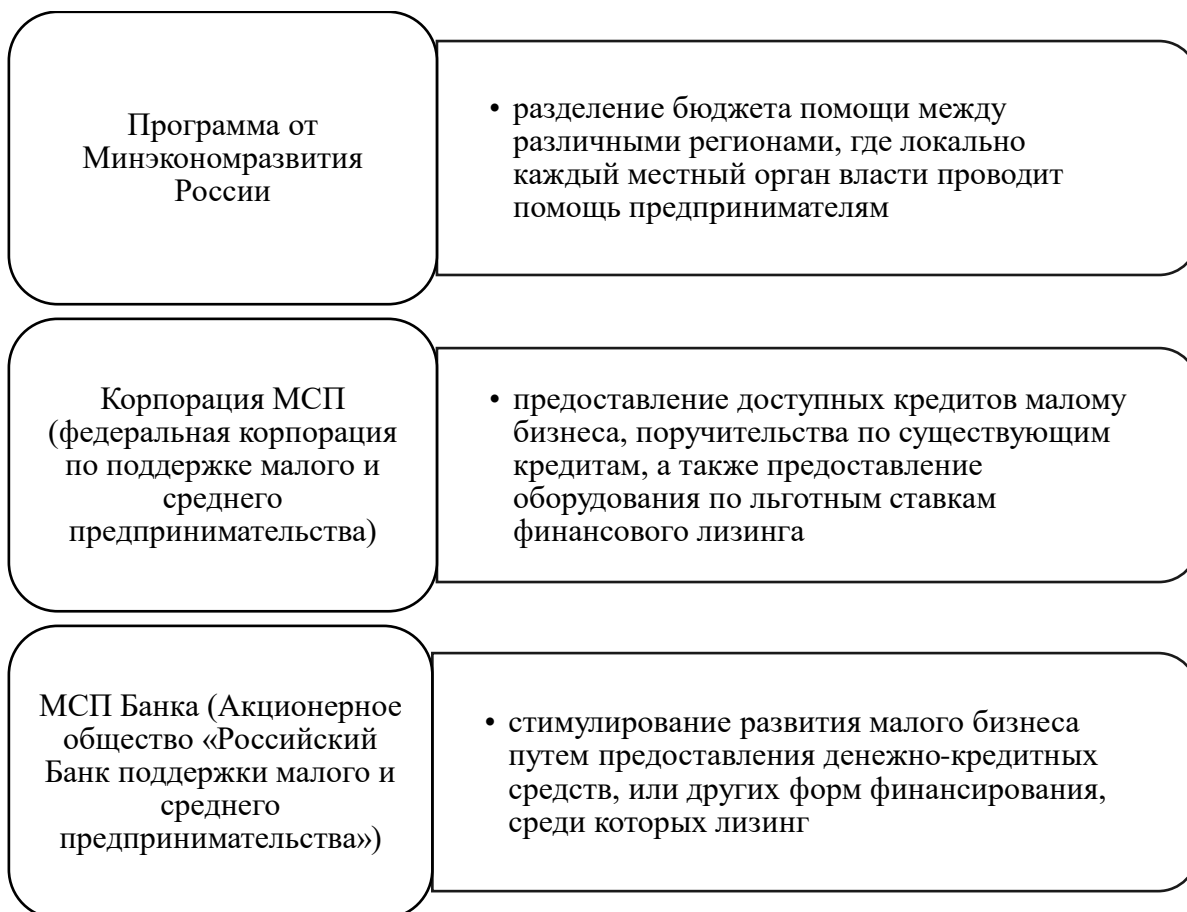 Программа от
Минэкономразвития
России
• разделение бюджета помощи между
различными регионами, где локально
каждый местный орган власти проводит
помощь предпринимателям
Корпорация МСП
(федеральная корпорация
по поддержке малого и
среднего
предпринимательства)
• предоставление доступных кредитов малому
бизнеса, поручительства по существующим
кредитам, а также предоставление
оборудования по льготным ставкам
финансового лизинга
МСП Банка (Акционерное
общество «Российский
Банк поддержки малого и
среднего
предпринимательства»)
• стимулирование развития малого бизнеса
путем предоставления денежно-кредитных
средств, или других форм финансирования,
среди которых лизинг